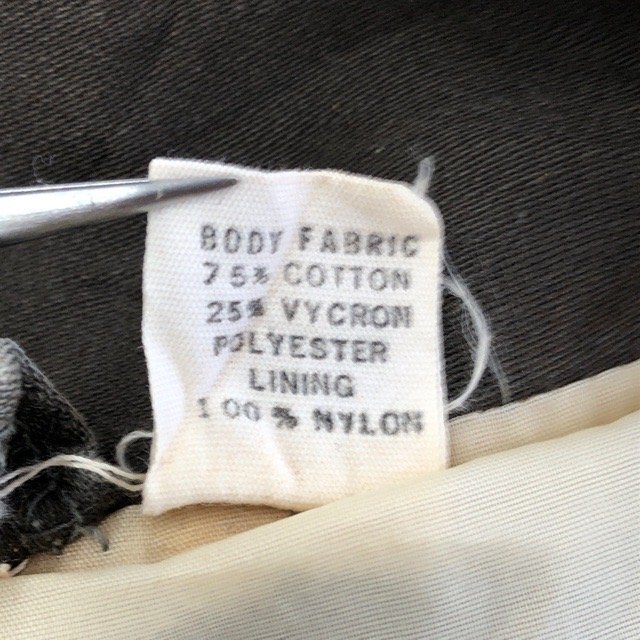 BODY FABRIC
75% COTTON
25% VYCRON
POLYESTER
LINING
100% NYLON